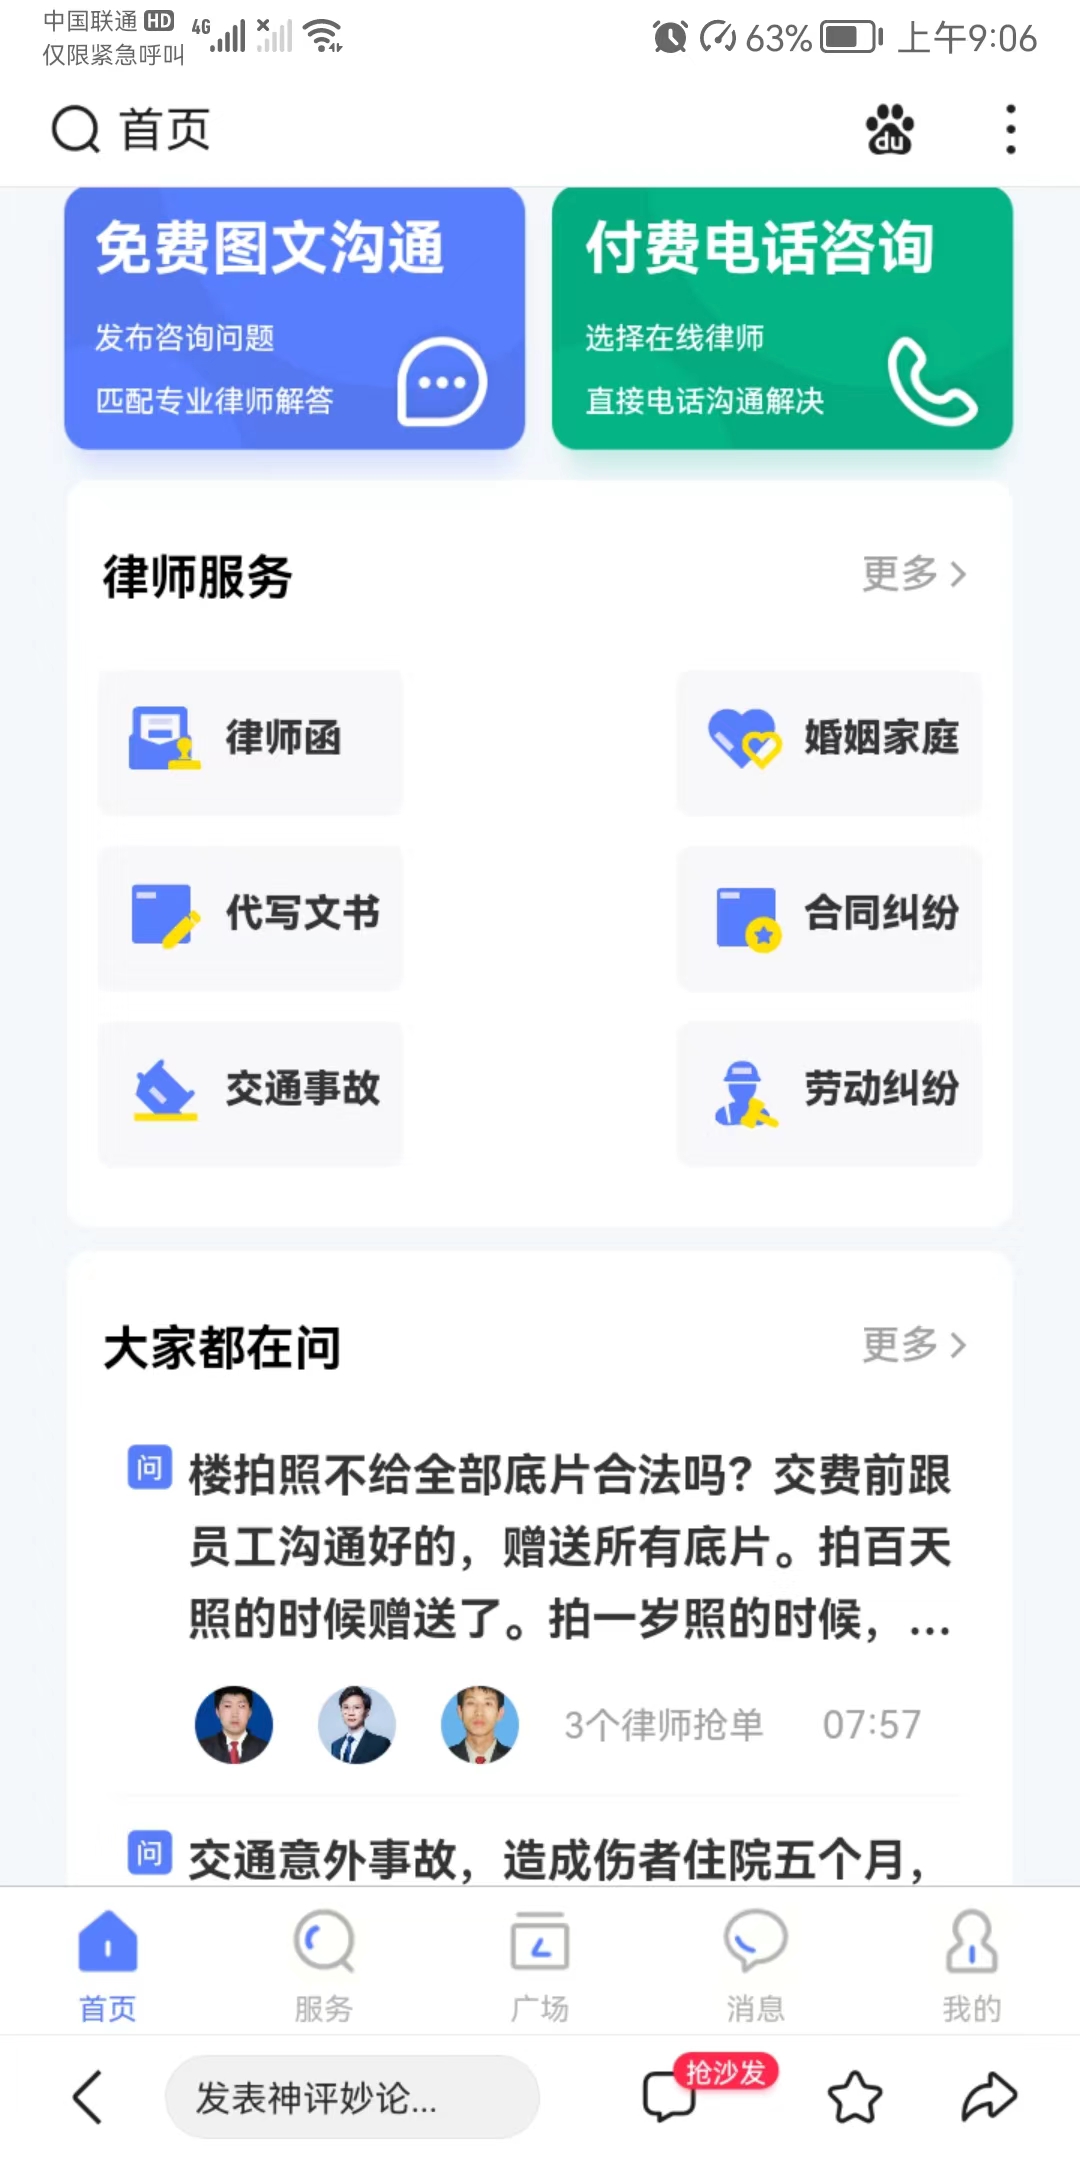 中国联通 HD 4G
仅限紧急呼叫
63% 上午9:06
首页
du
免费图文沟通
发布咨询问题
匹配专业律师解答
付费电话咨询
选择在线律师
直接电话沟通解决
律师服务
更多
律师函
婚姻家庭
代写文书
合同纠纷
交通事故
劳动纠纷
大家都在问
更多
问 楼拍照不给全部底片合法吗？交费前跟
员工沟通好的，赠送所有底片。拍百天
照的时候赠送了。拍一岁照的时候，...
3个律师抢单 07:57
问 交通意外事故，造成伤者住院五个月，
首页 服务 广场 消息 我的
发表神评妙论...
抢沙发